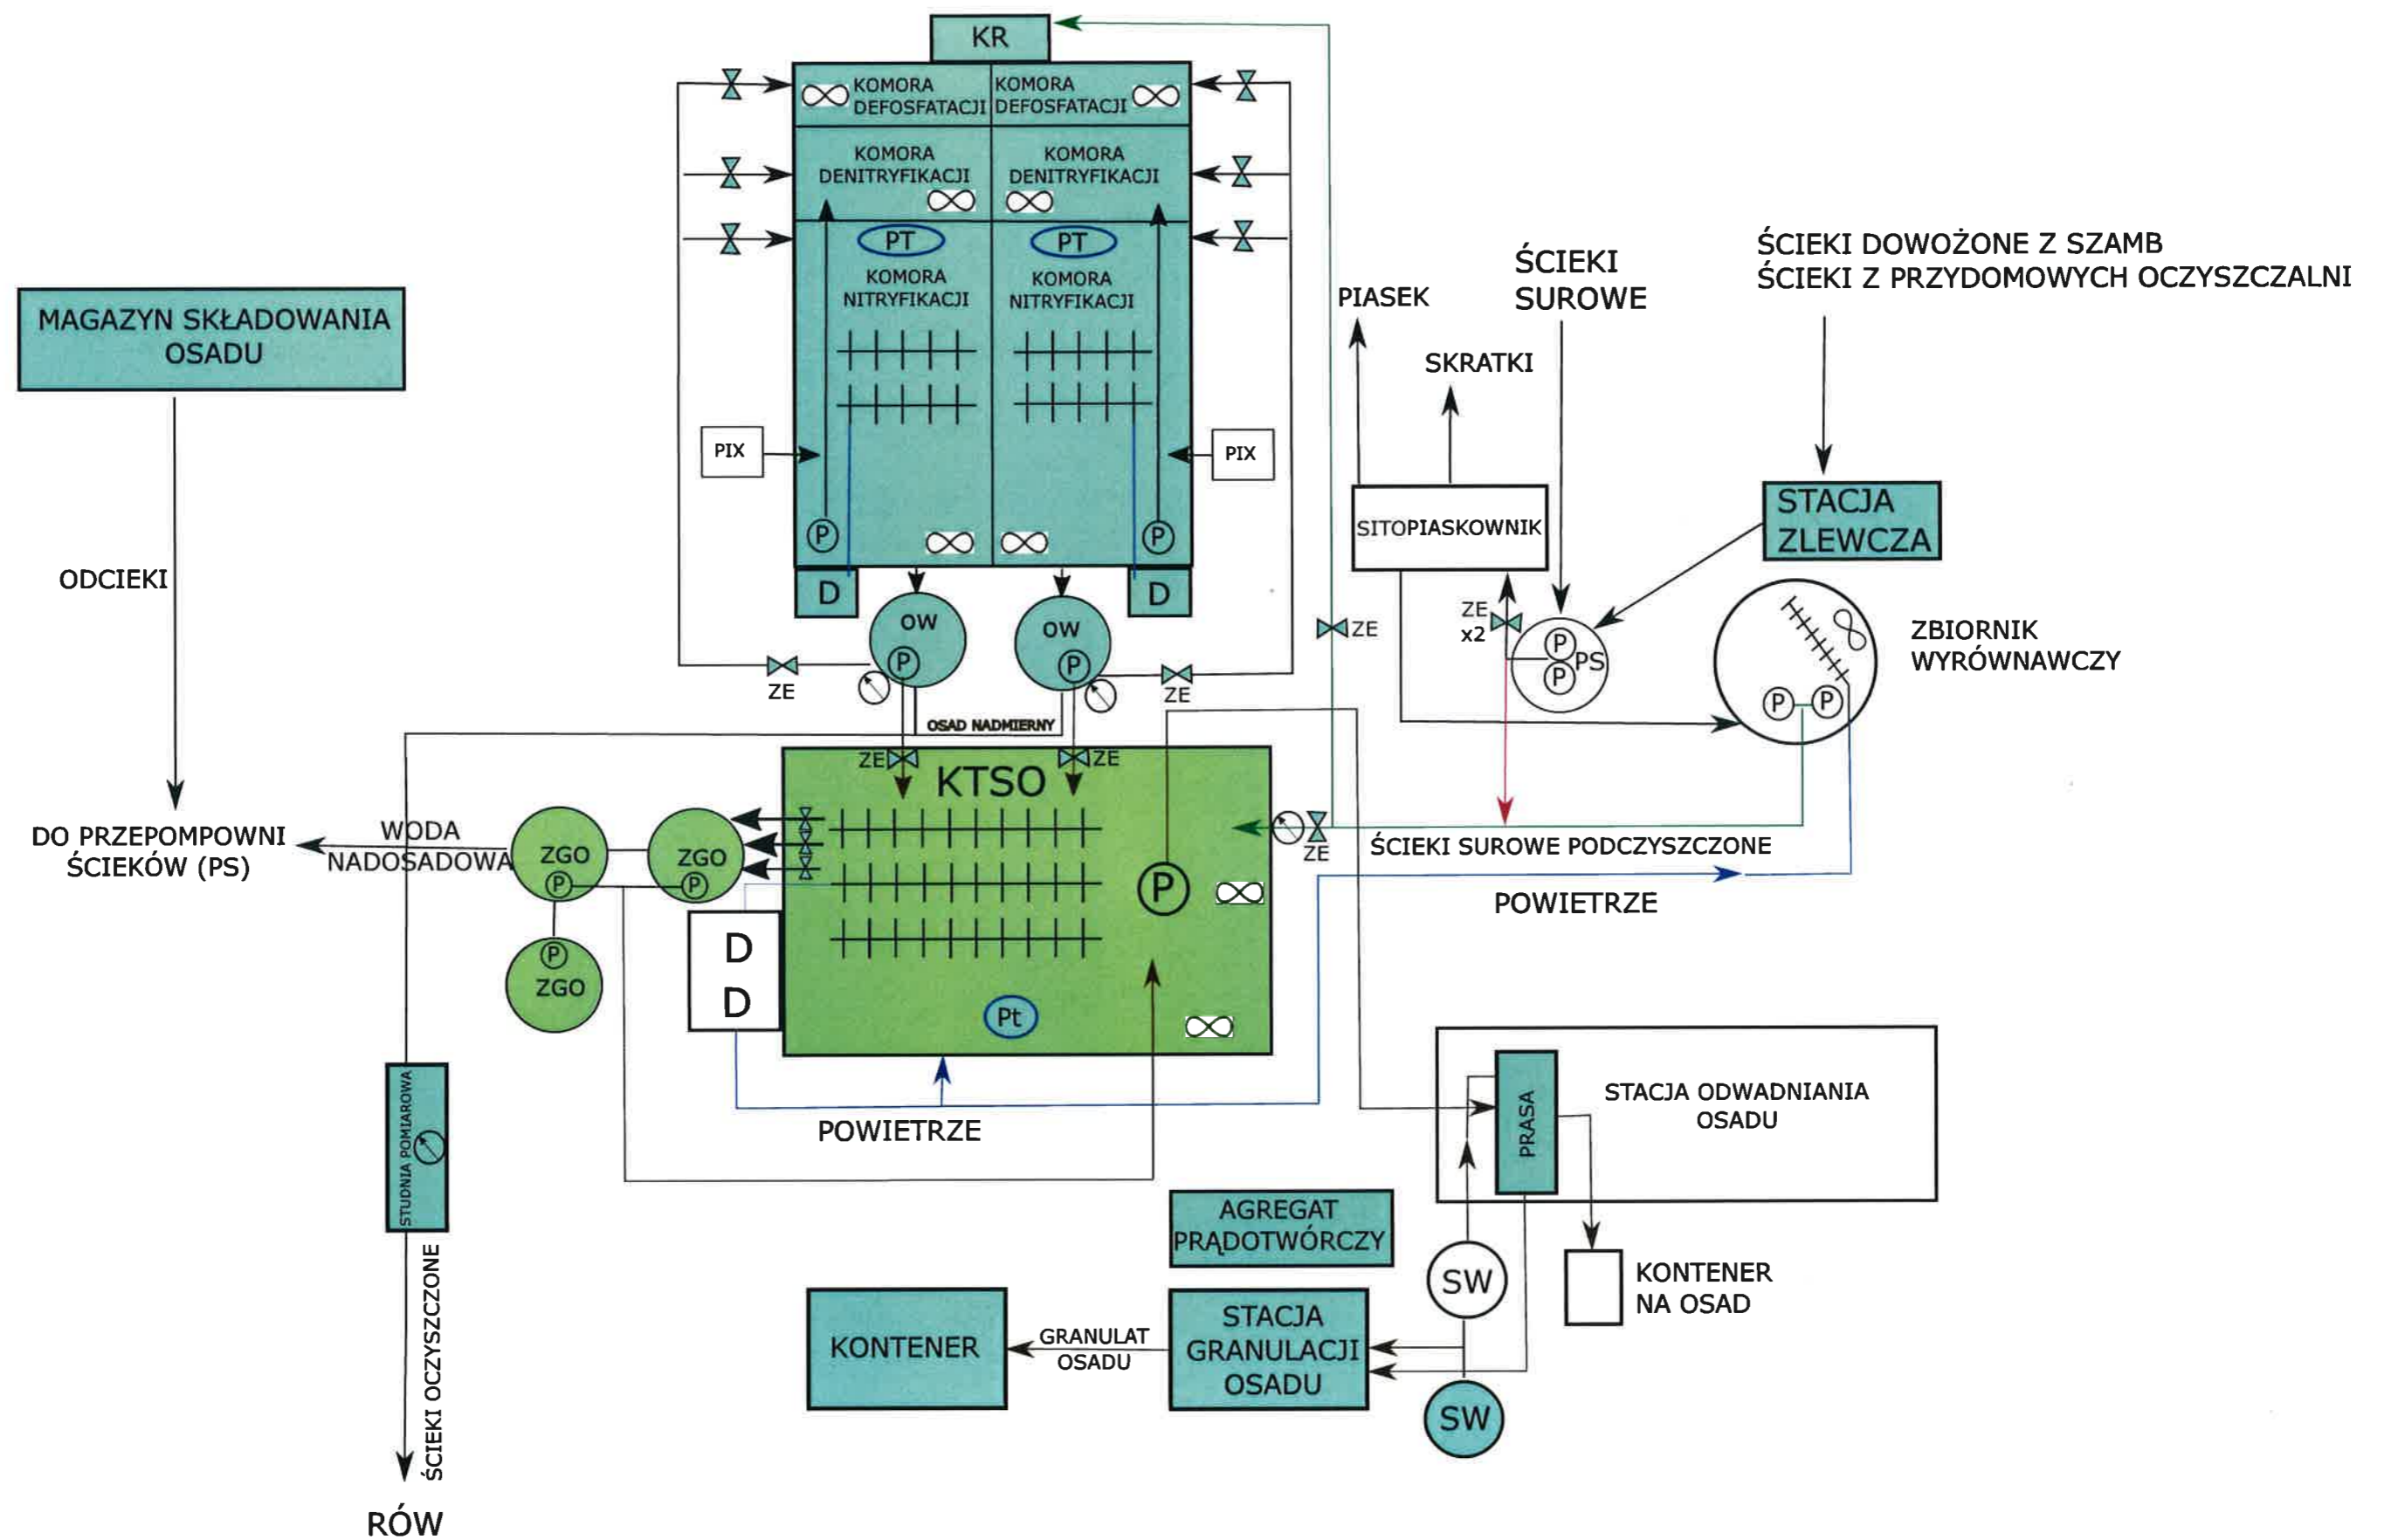 KR
KOMORA
DEFOSFATACJI
KOMORA
DEFOSFATACJI
KOMORA
DENITRYFIKACJI
KOMORA
DENITRYFIKACJI
PT
PT
KOMORA
NITRYFIKACJI
KOMORA
NITRYFIKACJI
PIX
PIX
P
P
D
D
OW
P
OW
P
ZE
ZE
OSAD NADMIERNY
MAGAZYN SKŁADOWANIA
OSADU
ODCIEKI
DO PRZEPOMPOWNI
ŚCIEKÓW (PS)
WODA
NADOSADOWA
ZGO
P
ZGO
P
P
ZGO
D
D
ZE
ZE
KTSO
P
Pt
POWIETRZE
PIASEK
SKRATKI
ŚCIEKI
SUROWE
ŚCIEKI DOWOŻONE Z SZAMB
ŚCIEKI Z PRZYDOMOWYCH OCZYSZCZALNI
SITOPIASKOWNIK
STACJA
ZLEWCZA
ZE
ZE
x2
P
PS
P
P
P
ZBIORNIK
WYRÓWNAWCZY
ZE
ŚCIEKI SUROWE PODCZYSZCZONE
POWIETRZE
STUDNIA POMIAROWA
ŚCIEKI OCZYSZCZONE
RÓW
PRASA
STACJA ODWADNIANIA
OSADU
AGREGAT
PRĄDOTWÓRCZY
SW
KONTENER
NA OSAD
KONTENER
GRANULAT
OSADU
STACJA
GRANULACJI
OSADU
SW